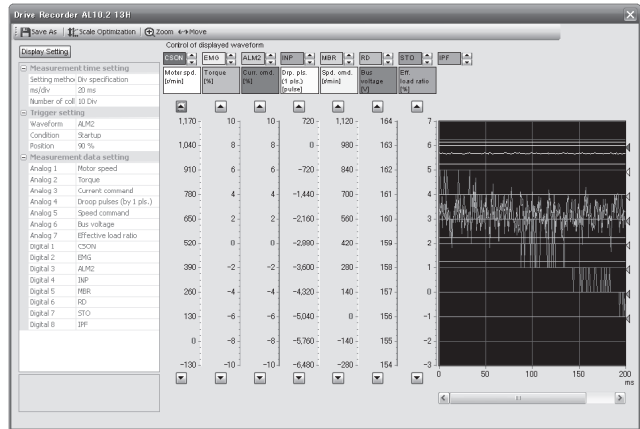 Drive Recorder AL10.2 13H
Save As Scale Optimization Zoom Move
Display Setting
Control of displayed waveform
CSON EMG ALM2 INP MBR RD STO IPF
Measurement time setting
Setting metho Div specification
ms/div 20 ms
Number of coll 10 Div
Trigger setting
Waveform ALM2
Condition Startup
Position 90 %
Measurement data setting
Analog 1 Motor speed
Analog 2 Torque
Analog 3 Current command
Analog 4 Droop pulses (by 1 pls.)
Analog 5 Speed command
Analog 6 Bus voltage
Analog 7 Effective load ratio
Digital 1 CSON
Digital 2 EMG
Digital 3 ALM2
Digital 4 INP
Digital 5 MBR
Digital 6 RD
Digital 7 STO
Digital 8 IPF
Motor spd. [r/min]
Torque [%]
Curr. cmd. [%]
Drp. pls. (1 pls.) [pulse]
Spd. cmd. [r/min]
Bus voltage [V]
Eff. load ratio [%]
1,170 10 10 720 1,120 164 7
1,040 8 8 0 980 163 6
910 6 6 -720 840 162 5
780 4 4 -1,440 700 161 4
650 2 2 -2,160 560 160 3
520 0 0 -2,880 420 159 2
390 -2 -2 -3,600 280 158 1
260 -4 -4 -4,320 140 157 0
130 -6 -6 -5,040 0 156 -1
0 -8 -8 -5,760 -140 155 -2
-130 -10 -10 -6,480 -280 154 -3
0 50 100 150 200
ms